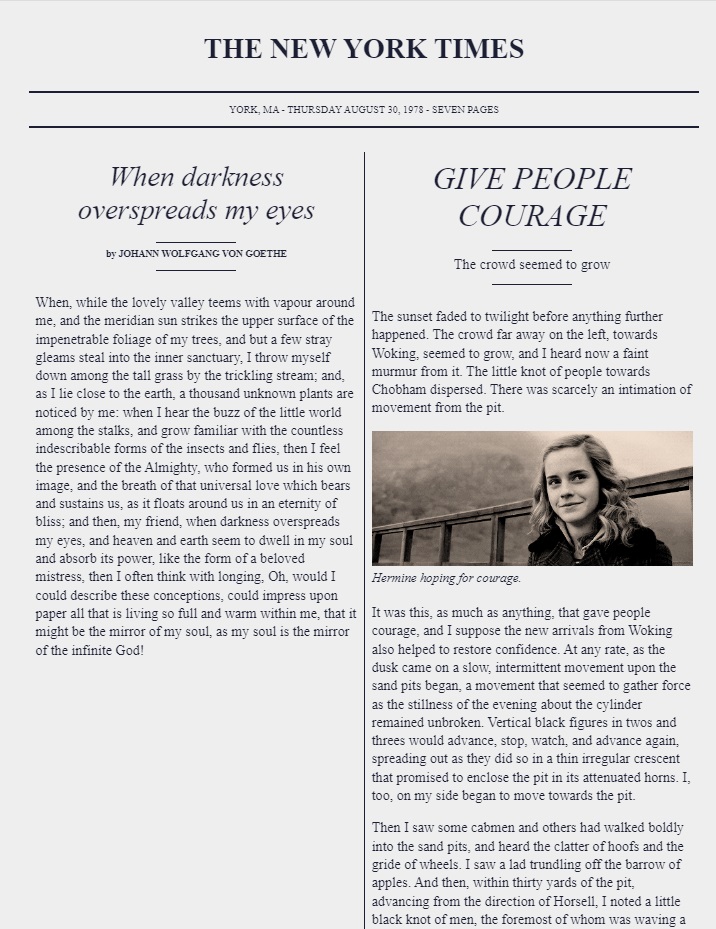 THE NEW YORK TIMES
YORK, MA - THURSDAY AUGUST 30, 1978 - SEVEN PAGES
When darkness
overspreads my eyes
by JOHANN WOLFGANG VON GOETHE
When, while the lovely valley teems with vapour around
me, and the meridian sun strikes the upper surface of the
impenetrable foliage of my trees, and but a few stray
gleams steal into the inner sanctuary, I throw myself
down among the tall grass by the trickling stream; and,
as I lie close to the earth, a thousand unknown plants are
noticed by me: when I hear the buzz of the little world
among the stalks, and grow familiar with the countless
indescribable forms of the insects and flies, then I feel
the presence of the Almighty, who formed us in his own
image, and the breath of that universal love which bears
and sustains us, as it floats around us in an eternity of
bliss; and then, my friend, when darkness overspreads
my eyes, and heaven and earth seem to dwell in my soul
and absorb its power, like the form of a beloved
mistress, then I often think with longing, Oh, would I
could describe these conceptions, could impress upon
paper all that is living so full and warm within me, that it
might be the mirror of my soul, as my soul is the mirror
of the infinite God!
GIVE PEOPLE
COURAGE
The crowd seemed to grow
The sunset faded to twilight before anything further
happened. The crowd far away on the left, towards
Woking, seemed to grow, and I heard now a faint
murmur from it. The little knot of people towards
Chobham dispersed. There was scarcely an intimation of
movement from the pit.
Hermine hoping for courage.
It was this, as much as anything, that gave people
courage, and I suppose the new arrivals from Woking
also helped to restore confidence. At any rate, as the
dusk came on a slow, intermittent movement upon the
sand pits began, a movement that seemed to gather force
as the stillness of the evening about the cylinder
remained unbroken. Vertical black figures in twos and
threes would advance, stop, watch, and advance again,
spreading out as they did so in a thin irregular crescent
that promised to enclose the pit in its attenuated horns. I,
too, on my side began to move towards the pit.
Then I saw some cabmen and others had walked boldly
into the sand pits, and heard the clatter of hoofs and the
gride of wheels. I saw a lad trundling off the barrow of
apples. And then, within thirty yards of the pit,
advancing from the direction of Horsell, I noted a little
black knot of men, the foremost of whom was waving a